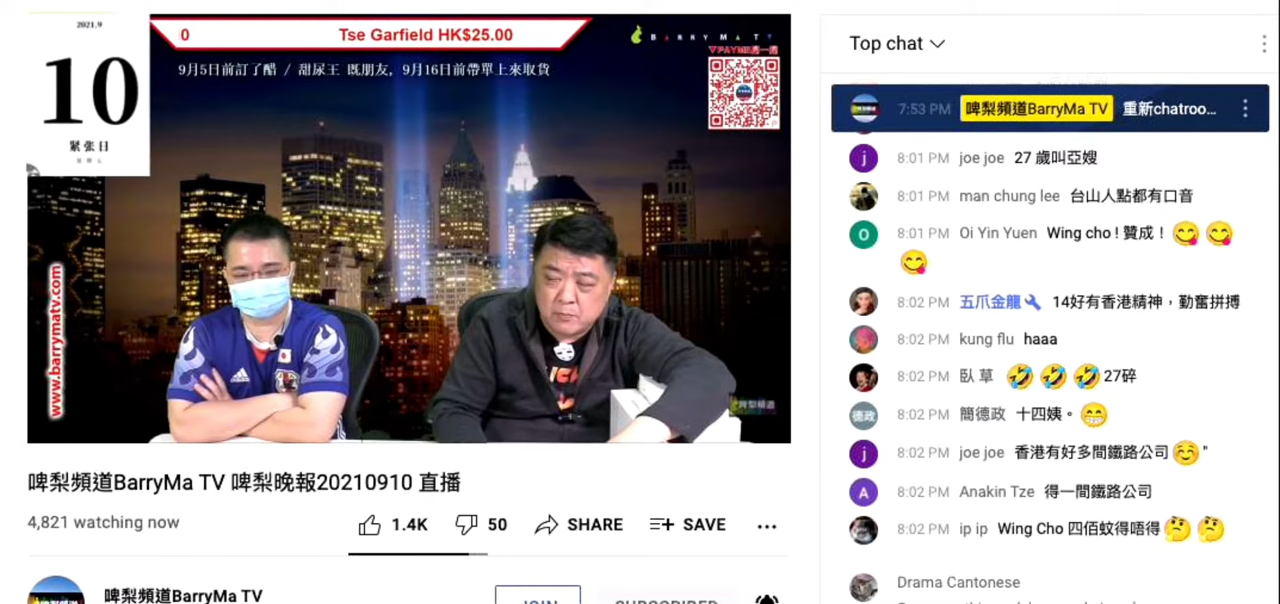 2021.9
10
緊張日
星期五
0
Tse Garfield HK$25.00
BARRYMATV
PAYME
9月5日前訂了醋 / 甜尿王 既朋友，9月16日前帶單上來取貨
www.barrymatv.com
啤梨頻道BarryMa TV 啤梨晚報20210910 直播
4,821 watching now
1.4K
50
SHARE
SAVE
啤梨頻道BarryMa TV
JOIN
SUBSCRIBED
Top chat
7:53 PM 啤梨頻道BarryMa TV 重新chatroo...
j 8:01 PM joe joe 27 歲叫亞嫂
8:01 PM man chung lee 台山人點都有口音
O 8:01 PM Oi Yin Yuen Wing cho ! 贊成！ 😋 😋
😋
8:02 PM 五爪金龍 14好有香港精神，勤奮拼搏
8:02 PM kung flu haaa
8:02 PM 臥 草 🤣 🤣 🤣 27碎
德政 8:02 PM 簡德政 十四姨。 😁
j 8:02 PM joe joe 香港有好多間鐵路公司 ☺️ "
A 8:02 PM Anakin Tze 得一間鐵路公司
8:02 PM ip ip Wing Cho 四佰蚊得唔得 🤔 🤔
Drama Cantonese